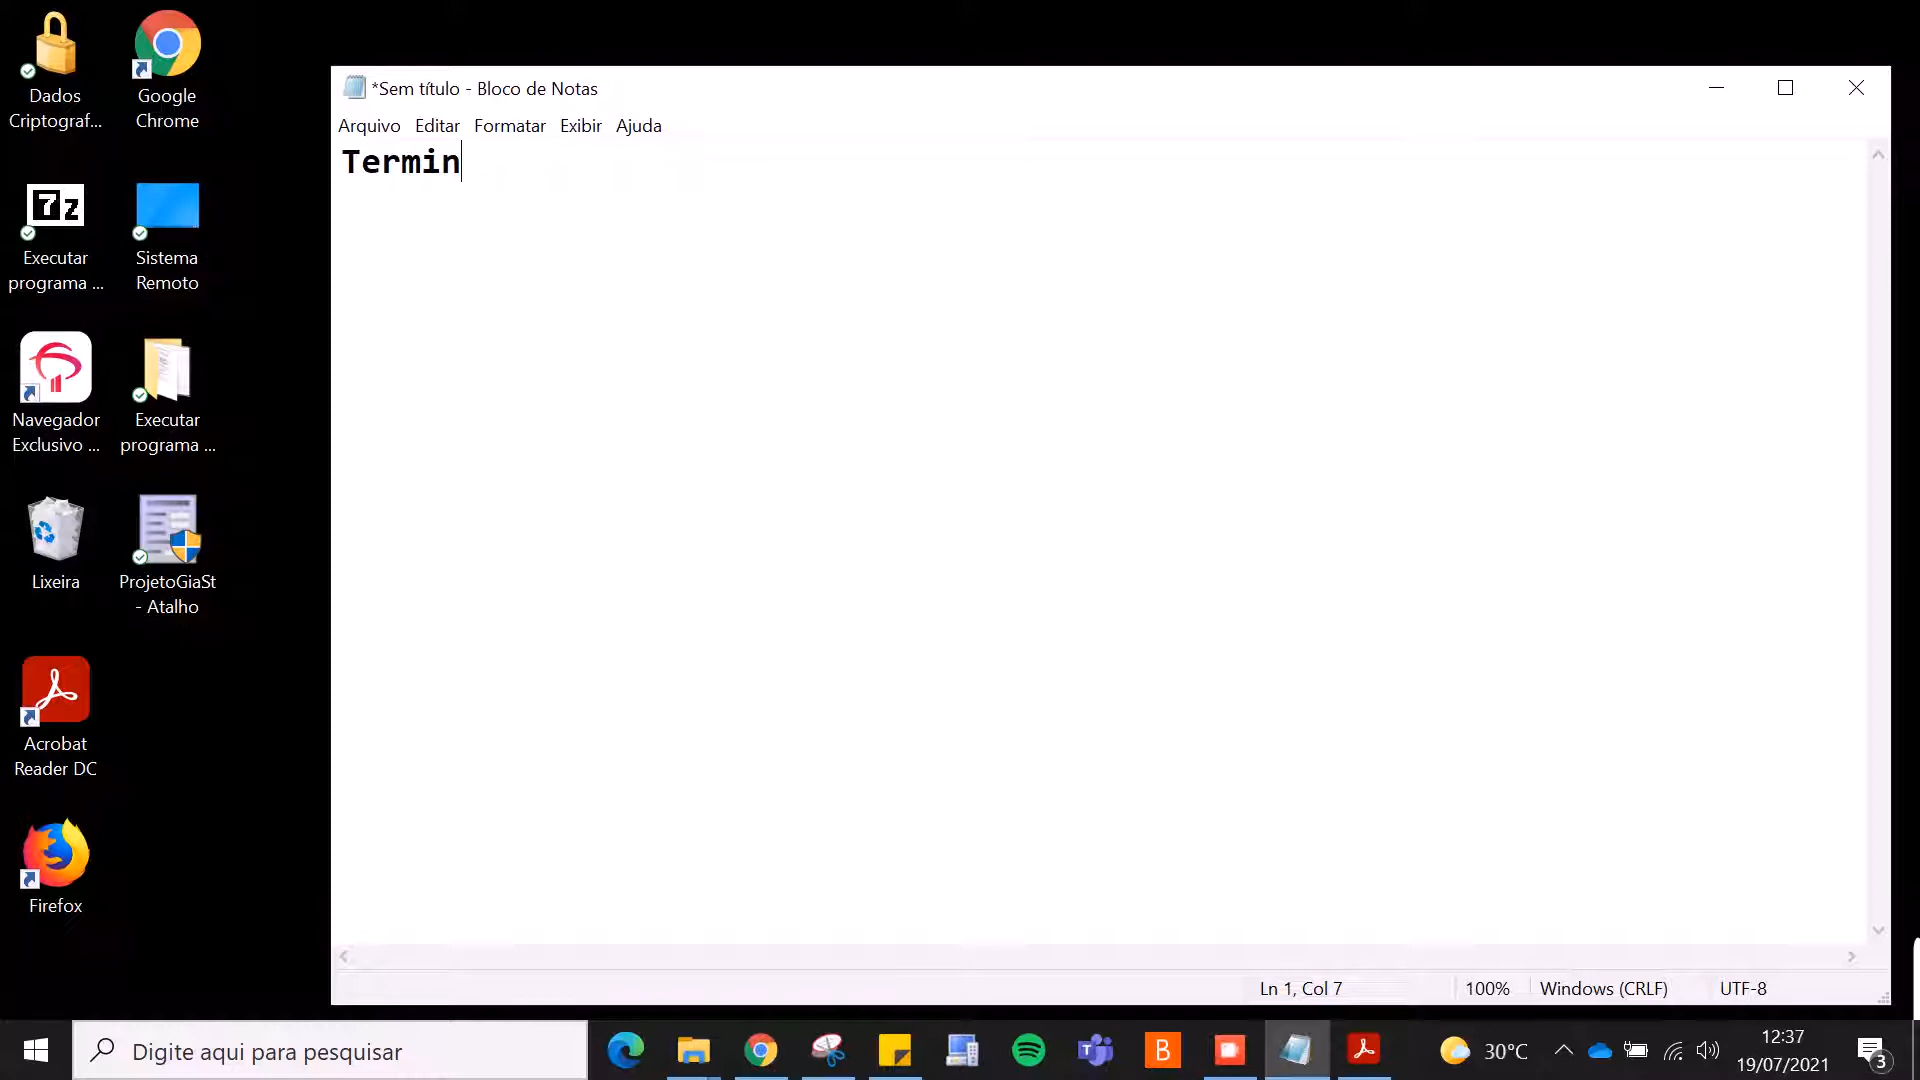 Dados
Criptograf...
Google
Chrome
Executar
programa ...
Sistema
Remoto
Navegador
Exclusivo ...
Executar
programa ...
Lixeira
ProjetoGiaSt
- Atalho
Acrobat
Reader DC
Firefox
*Sem título - Bloco de Notas
Arquivo Editar Formatar Exibir Ajuda
Termin
Ln 1, Col 7 100% Windows (CRLF) UTF-8
Digite aqui para pesquisar
30°C
12:37
19/07/2021
3